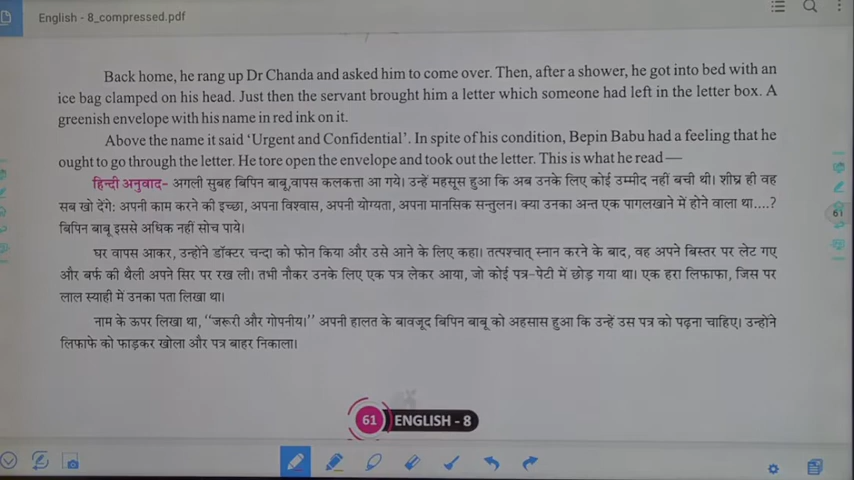 English - 8_compressed.pdf
Back home, he rang up Dr Chanda and asked him to come over. Then, after a shower, he got into bed with an
ice bag clamped on his head. Just then the servant brought him a letter which someone had left in the letter box. A
greenish envelope with his name in red ink on it.
Above the name it said 'Urgent and Confidential'. In spite of his condition, Bepin Babu had a feeling that he
ought to go through the letter. He tore open the envelope and took out the letter. This is what he read —
हिन्दी अनुवाद- अगली सुबह बिपिन बाबू,वापस कलकत्ता आ गये। उन्हें महसूस हुआ कि अब उनके लिए कोई उम्मीद नहीं बची थी। शीघ्र ही वह
सब खो देंगे: अपनी काम करने की इच्छा, अपना विश्वास, अपनी योग्यता, अपना मानसिक सन्तुलन। क्या उनका अन्त एक पागलखाने में होने वाला था....?
बिपिन बाबू इससे अधिक नहीं सोच पाये।
घर वापस आकर, उन्होंने डॉक्टर चन्दा को फोन किया और उसे आने के लिए कहा। तत्पश्चात् स्नान करने के बाद, वह अपने बिस्तर पर लेट गए
और बर्फ की थैली अपने सिर पर रख ली। तभी नौकर उनके लिए एक पत्र लेकर आया, जो कोई पत्र-पेटी में छोड़ गया था। एक हरा लिफाफा, जिस पर
लाल स्याही में उनका पता लिखा था।
नाम के ऊपर लिखा था, ''जरूरी और गोपनीय।'' अपनी हालत के बावजूद बिपिन बाबू को अहसास हुआ कि उन्हें उस पत्र को पढ़ना चाहिए। उन्होंने
लिफाफे को फाड़कर खोला और पत्र बाहर निकाला।
61
61 ENGLISH - 8